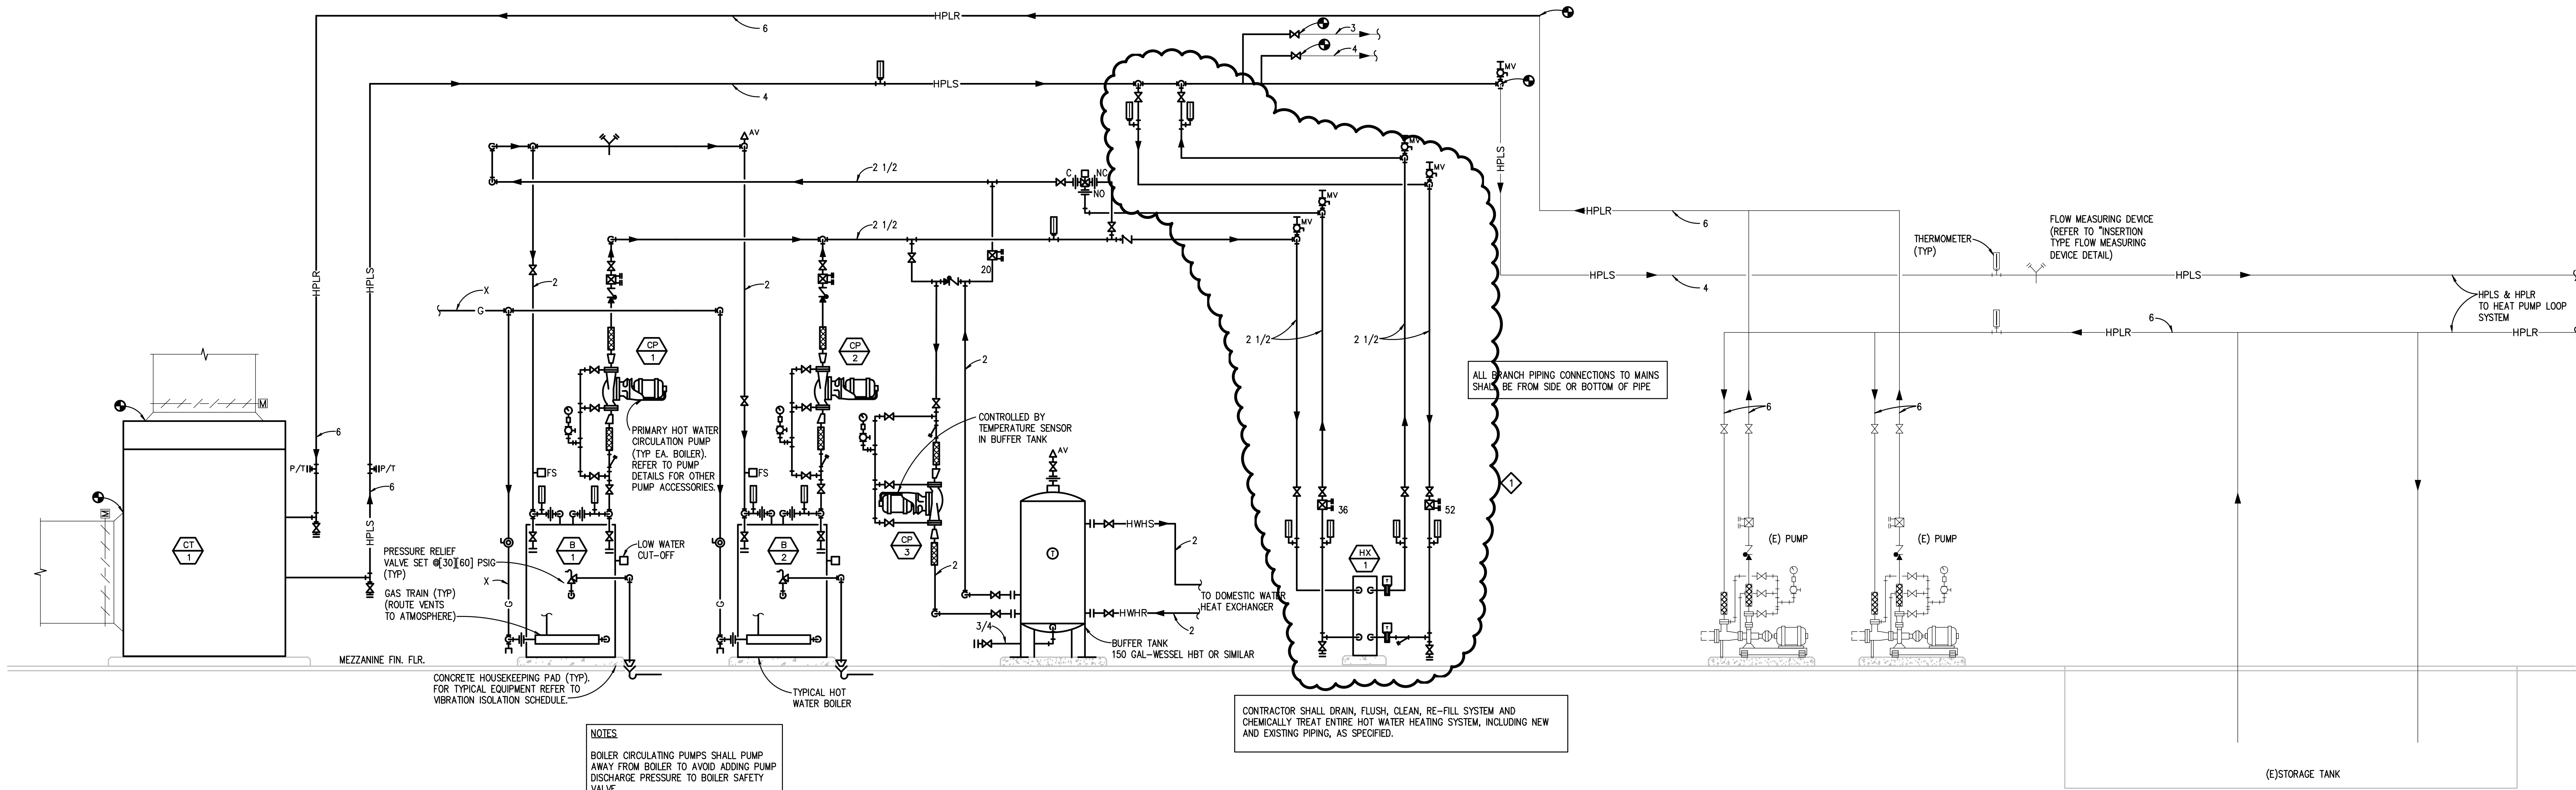 HPLR
6
3
4
HPLS
4
MV
AV
MV
MV
2 1/2
C
NC
NO
MV
MV
2 1/2
HPLS
HPLR
6
FLOW MEASURING DEVICE
(REFER TO "INSERTION
TYPE FLOW MEASURING
DEVICE DETAIL)
THERMOMETER
(TYP)
HPLR
HPLS
20
2
2
X
G
HPLS
4
HPLS
HPLS & HPLR
TO HEAT PUMP LOOP
SYSTEM
6
HPLR
HPLR
2 1/2
2 1/2
CP
1
CP
2
2
ALL BRANCH PIPING CONNECTIONS TO MAINS
SHALL BE FROM SIDE OR BOTTOM OF PIPE
M
6
6
6
PRIMARY HOT WATER
CIRCULATION PUMP
(TYP EA. BOILER).
REFER TO PUMP
DETAILS FOR OTHER
PUMP ACCESSORIES.
CONTROLLED BY
TEMPERATURE SENSOR
IN BUFFER TANK
AV
P/T
P/T
6
FS
FS
1
M
36
52
HWHS
2
CT
1
HPLS
B
1
B
2
LOW WATER
CUT-OFF
CP
3
T
HX
1
(E) PUMP
(E) PUMP
PRESSURE RELIEF
VALVE SET @[30][60] PSIG
(TYP)
X
2
T
GAS TRAIN (TYP)
(ROUTE VENTS
TO ATMOSPHERE)
G
G
TO DOMESTIC WATER
HEAT EXCHANGER
HWHR
2
3/4
T
BUFFER TANK
150 GAL-WESSEL HBT OR SIMILAR
MEZZANINE FIN. FLR.
CONCRETE HOUSEKEEPING PAD (TYP).
FOR TYPICAL EQUIPMENT REFER TO
VIBRATION ISOLATION SCHEDULE.
TYPICAL HOT
WATER BOILER
CONTRACTOR SHALL DRAIN, FLUSH, CLEAN, RE-FILL SYSTEM AND
CHEMICALLY TREAT ENTIRE HOT WATER HEATING SYSTEM, INCLUDING NEW
AND EXISTING PIPING, AS SPECIFIED.
NOTES
BOILER CIRCULATING PUMPS SHALL PUMP
AWAY FROM BOILER TO AVOID ADDING PUMP
DISCHARGE PRESSURE TO BOILER SAFETY
VALVE
(E)STORAGE TANK